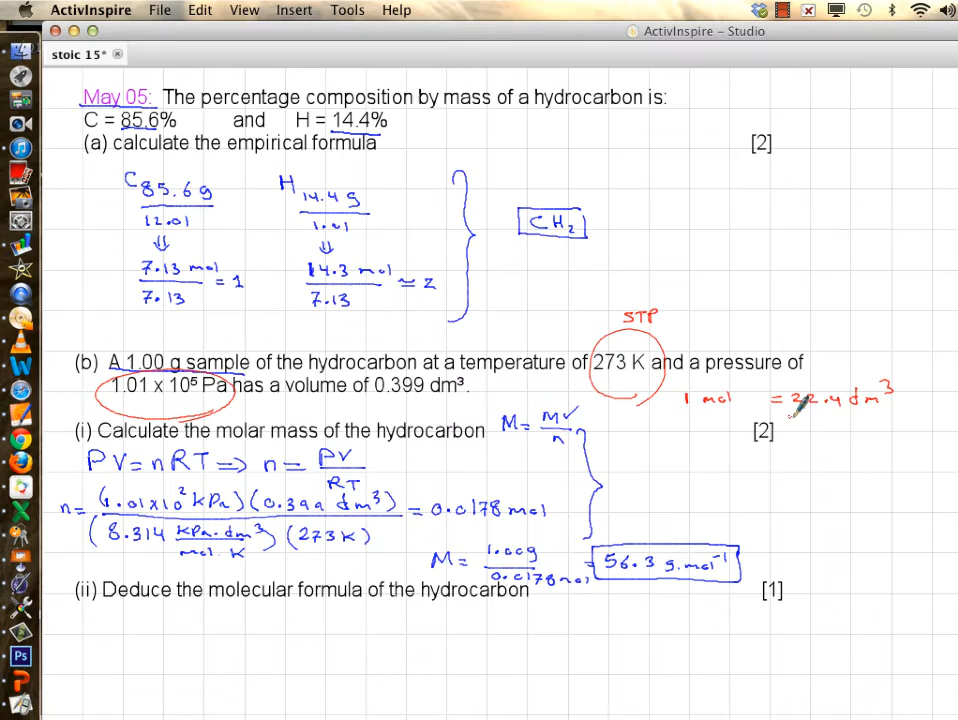 ActivInspire File Edit View Insert Tools Help
ActivInspire – Studio
stoic 15*
May 05: The percentage composition by mass of a hydrocarbon is:
C = 85.6% and H = 14.4%
(a) calculate the empirical formula [2]
C 85.6 g H 14.4 g
12.01 1.01
⇓ ⇓
7.13 mol = 1 14.3 mol ≃ 2
7.13 7.13
CH₂
STP
(b) A 1.00 g sample of the hydrocarbon at a temperature of 273 K and a pressure of
1.01 x 10⁵ Pa has a volume of 0.399 dm³.
1 mol = 22.4 dm³
(i) Calculate the molar mass of the hydrocarbon M = M✓ [2]
n
PV = nRT ⟹ n = PV
RT
n = (1.01x10² kPa)(0.399 dm³) = 0.0178 mol
(8.314 kPa.dm³)(273K)
mol.K
M = 1.00g = 56.3 g.mol⁻¹
0.0178 mol
(ii) Deduce the molecular formula of the hydrocarbon [1]